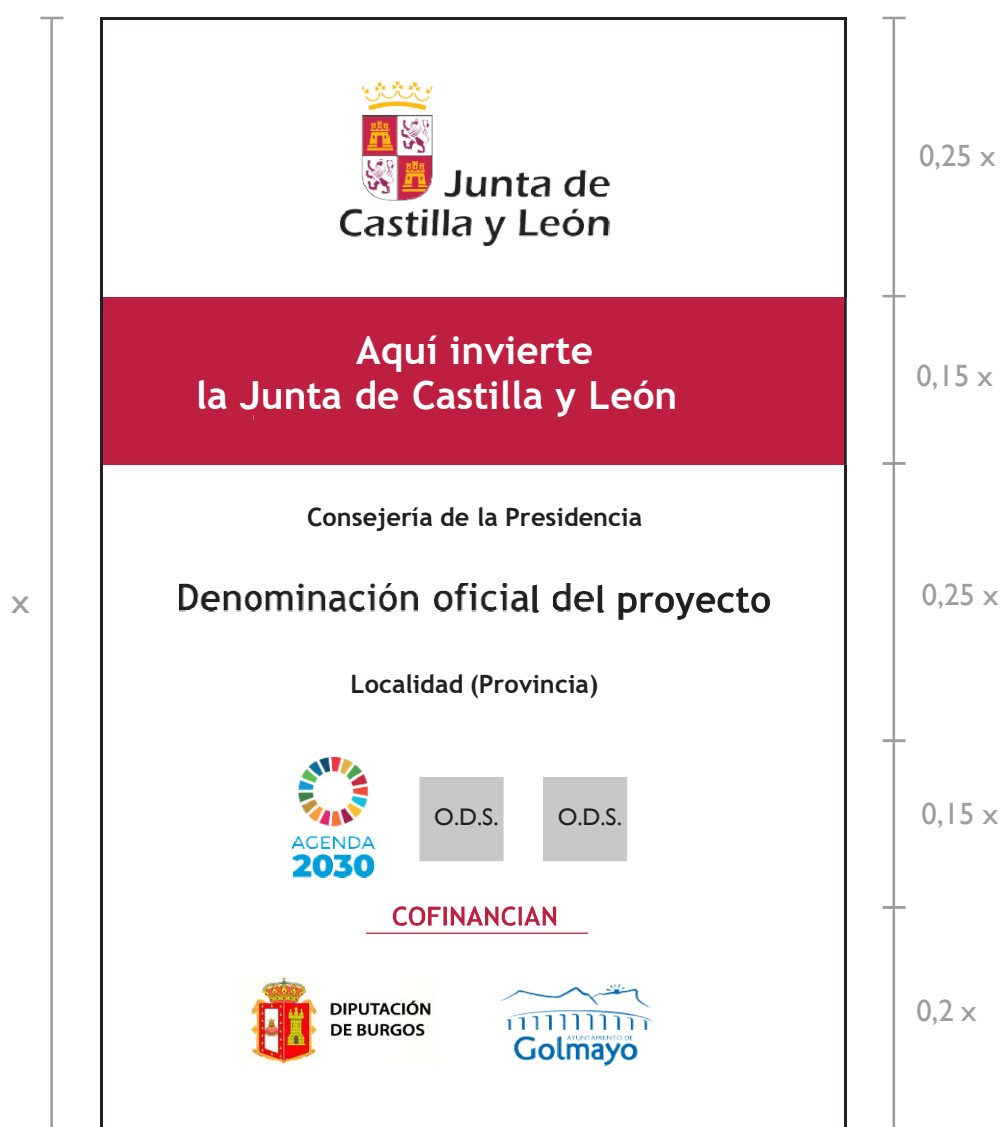 Junta de
Castilla y León
0,25 x
Aquí invierte
la Junta de Castilla y León
0,15 x
Consejería de la Presidencia
x
Denominación oficial del proyecto
0,25 x
Localidad (Provincia)
AGENDA
2030
O.D.S.
O.D.S.
0,15 x
COFINANCIAN
DIPUTACIÓN
DE BURGOS
AYUNTAMIENTO DE
Golmayo
0,2 x